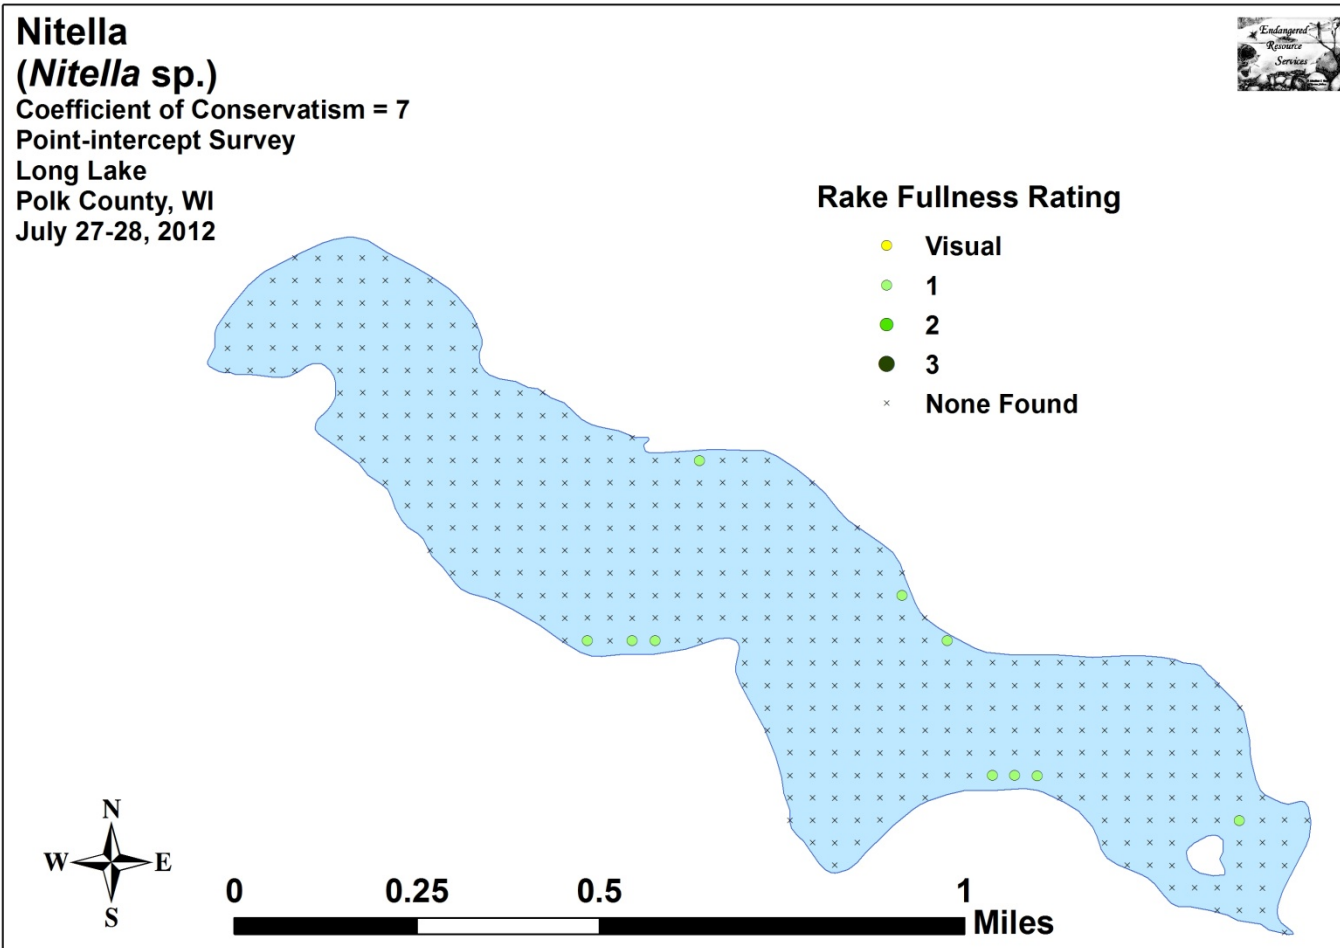 Nitella
(Nitella sp.)
Coefficient of Conservatism = 7
Point-intercept Survey
Long Lake
Polk County, WI
July 27-28, 2012
Endangered
Resource
Services
Rake Fullness Rating
Visual
1
2
3
None Found
N
W E
S
0 0.25 0.5 1
Miles